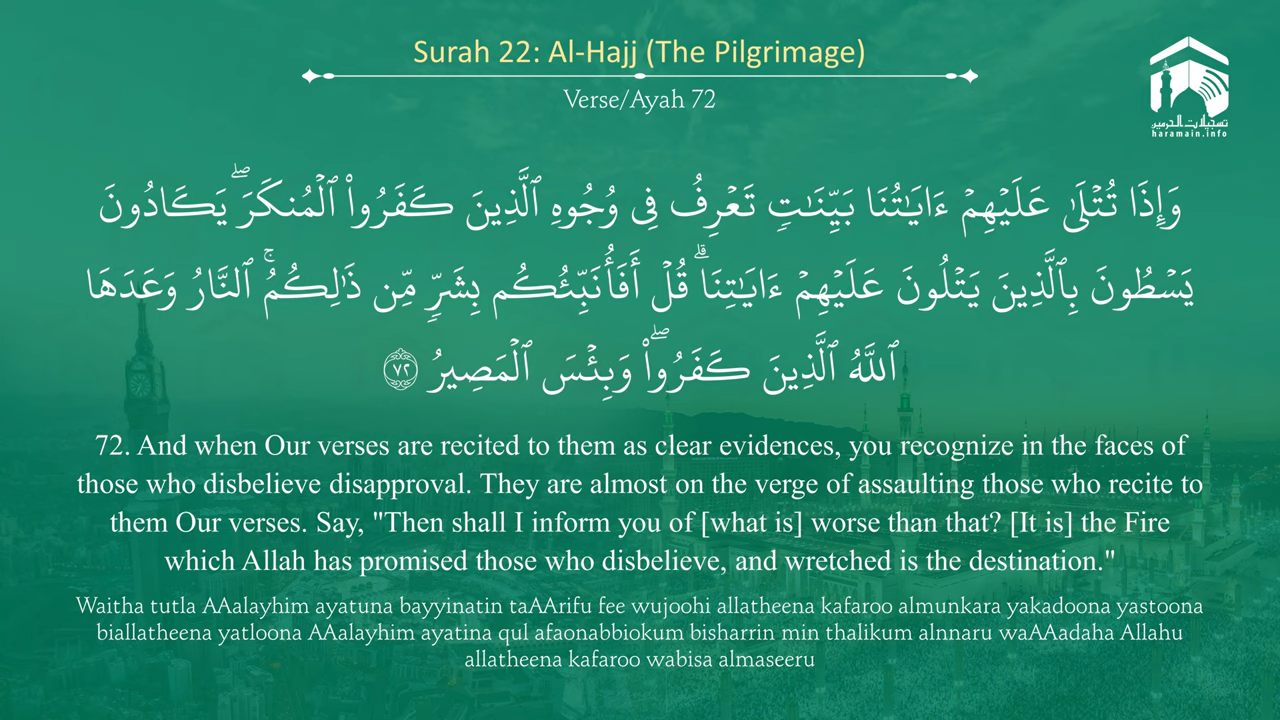 Surah 22: Al-Hajj (The Pilgrimage)
Verse/Ayah 72
تسجيلات الحرمين
haramain.info
وَإِذَا تُتْلَىٰ عَلَيْهِمْ ءَايَـٰتُنَا بَيِّنَـٰتٍ تَعْرِفُ فِى وُجُوهِ ٱلَّذِينَ كَفَرُوا۟ ٱلْمُنكَرَ ۖ يَكَادُونَ
يَسْطُونَ بِٱلَّذِينَ يَتْلُونَ عَلَيْهِمْ ءَايَـٰتِنَا ۗ قُلْ أَفَأُنَبِّئُكُم بِشَرٍّ مِّن ذَٰلِكُمُ ۚ ٱلنَّارُ وَعَدَهَا
ٱللَّهُ ٱلَّذِينَ كَفَرُوا۟ ۖ وَبِئْسَ ٱلْمَصِيرُ ٧٢
72. And when Our verses are recited to them as clear evidences, you recognize in the faces of
those who disbelieve disapproval. They are almost on the verge of assaulting those who recite to
them Our verses. Say, "Then shall I inform you of [what is] worse than that? [It is] the Fire
which Allah has promised those who disbelieve, and wretched is the destination."
Waitha tutla AAalayhim ayatuna bayyinatin taAArifu fee wujoohi allatheena kafaroo almunkara yakadoona yastoona
biallatheena yatloona AAalayhim ayatina qul afaonabbiokum bisharrin min thalikum alnnaru waAAadaha Allahu
allatheena kafaroo wabisa almaseeru